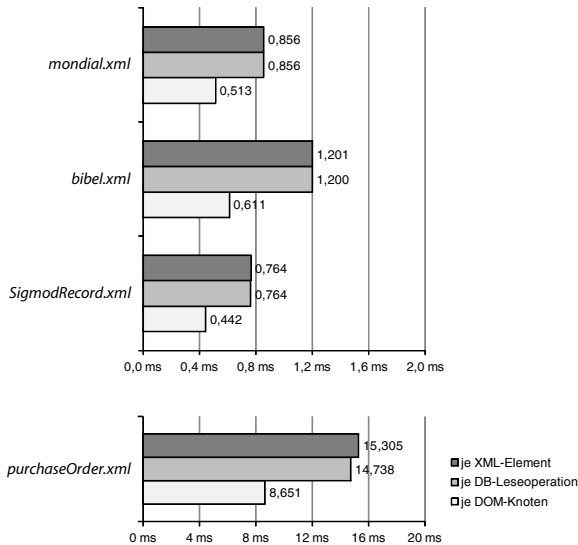 mondial.xml
0,856
0,856
0,513
bibel.xml
1,201
1,200
0,611
SigmodRecord.xml
0,764
0,764
0,442
0,0 ms 0,4 ms 0,8 ms 1,2 ms 1,6 ms 2,0 ms
purchaseOrder.xml
15,305
14,738
8,651
je XML-Element
je DB-Leseoperation
je DOM-Knoten
0 ms 4 ms 8 ms 12 ms 16 ms 20 ms